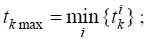 t_{k max} = min_i {t_k^i};